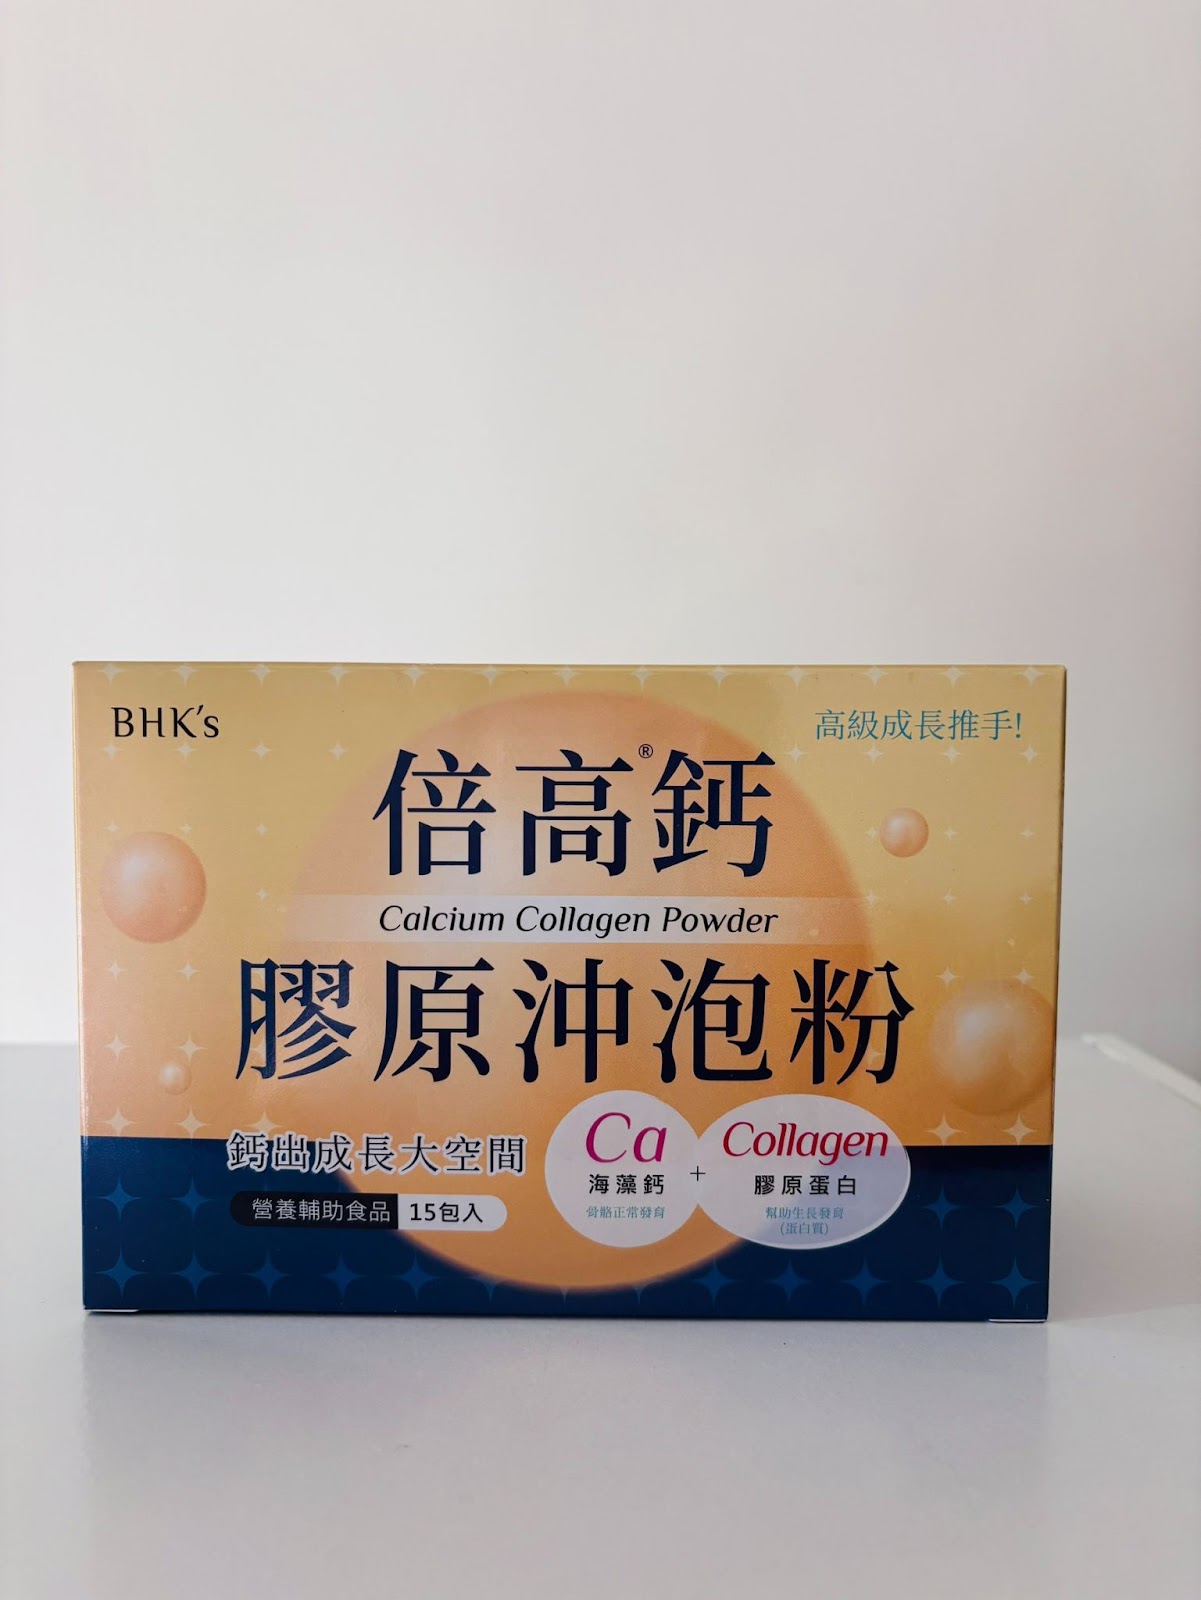 BHK's
高級成長推手!
倍高®鈣
Calcium Collagen Powder
膠原沖泡粉
鈣出成長大空間
營養輔助食品 15包入
Ca
海藻鈣
骨骼正常發育
+
Collagen
膠原蛋白
幫助生長發育
(蛋白質)